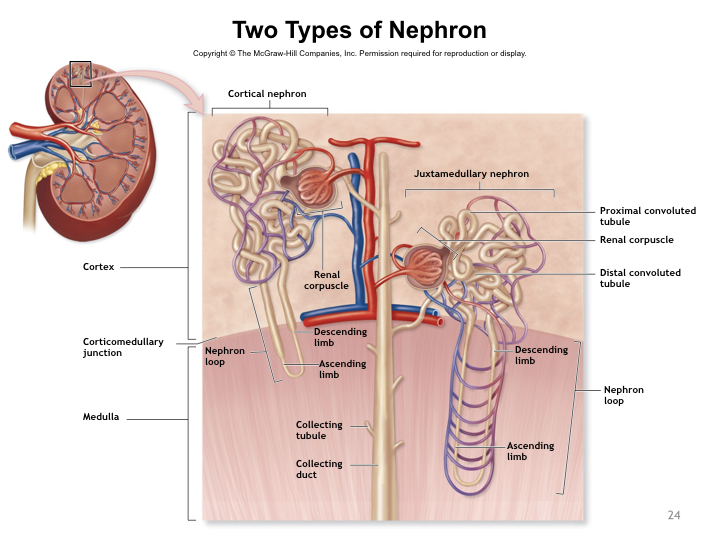 Two Types of Nephron
Copyright © The McGraw-Hill Companies, Inc. Permission required for reproduction or display.
Cortical nephron
Juxtamedullary nephron
Proximal convoluted
tubule
Renal corpuscle
Distal convoluted
tubule
Cortex
Renal
corpuscle
Corticomedullary
junction
Nephron
loop
Descending
limb
Ascending
limb
Descending
limb
Nephron
loop
Medulla
Collecting
tubule
Collecting
duct
Ascending
limb
24